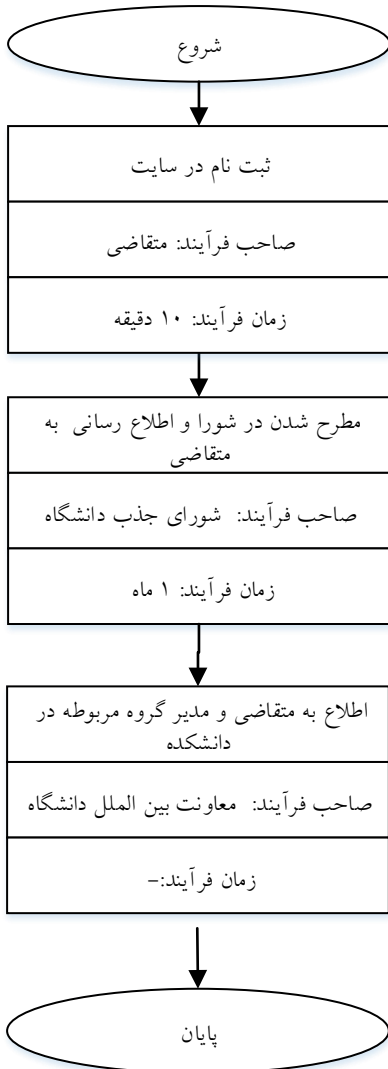 شروع
ثبت نام در سایت
صاحب فرآیند: متقاضی
زمان فرآیند: ۱۰ دقیقه
مطرح شدن در شورا و اطلاع رسانی به
متقاضی
صاحب فرآیند: شورای جذب دانشگاه
زمان فرآیند: ۱ ماه
اطلاع به متقاضی و مدیر گروه مربوطه در
دانشکده
صاحب فرآیند: معاونت بین الملل دانشگاه
زمان فرآیند:-
پایان